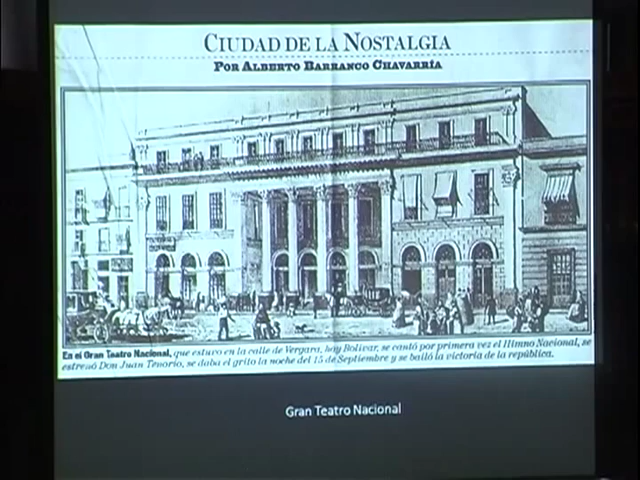 CIUDAD DE LA NOSTALGIA
POR ALBERTO BARRANCO CHAVARRÍA
En el Gran Teatro Nacional, que estuvo en la calle de Vergara, hoy Bolívar, se cantó por primera vez el Himno Nacional, se
estrenó Don Juan Tenorio, se daba el grito la noche del 15 de Septiembre y se bailó la victoria de la república.
Gran Teatro Nacional